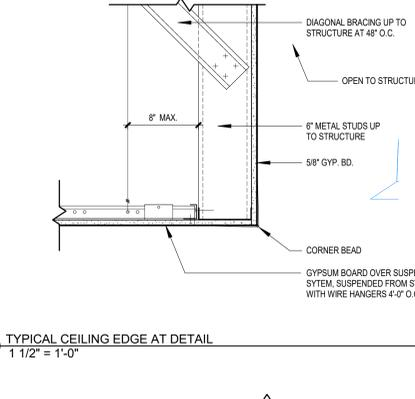 DIAGONAL BRACING UP TO
STRUCTURE AT 48" O.C.
OPEN TO
8" MAX.
6" METAL STUDS UP
TO STRUCTURE
5/8" GYP. BD.
CORNER BEAD
GYPSUM BOARD OVER
SYTEM, SUSPENDED FROM
WITH WIRE HANGERS 4'-0"
TYPICAL CEILING EDGE AT DETAIL
1 1/2" = 1'-0"